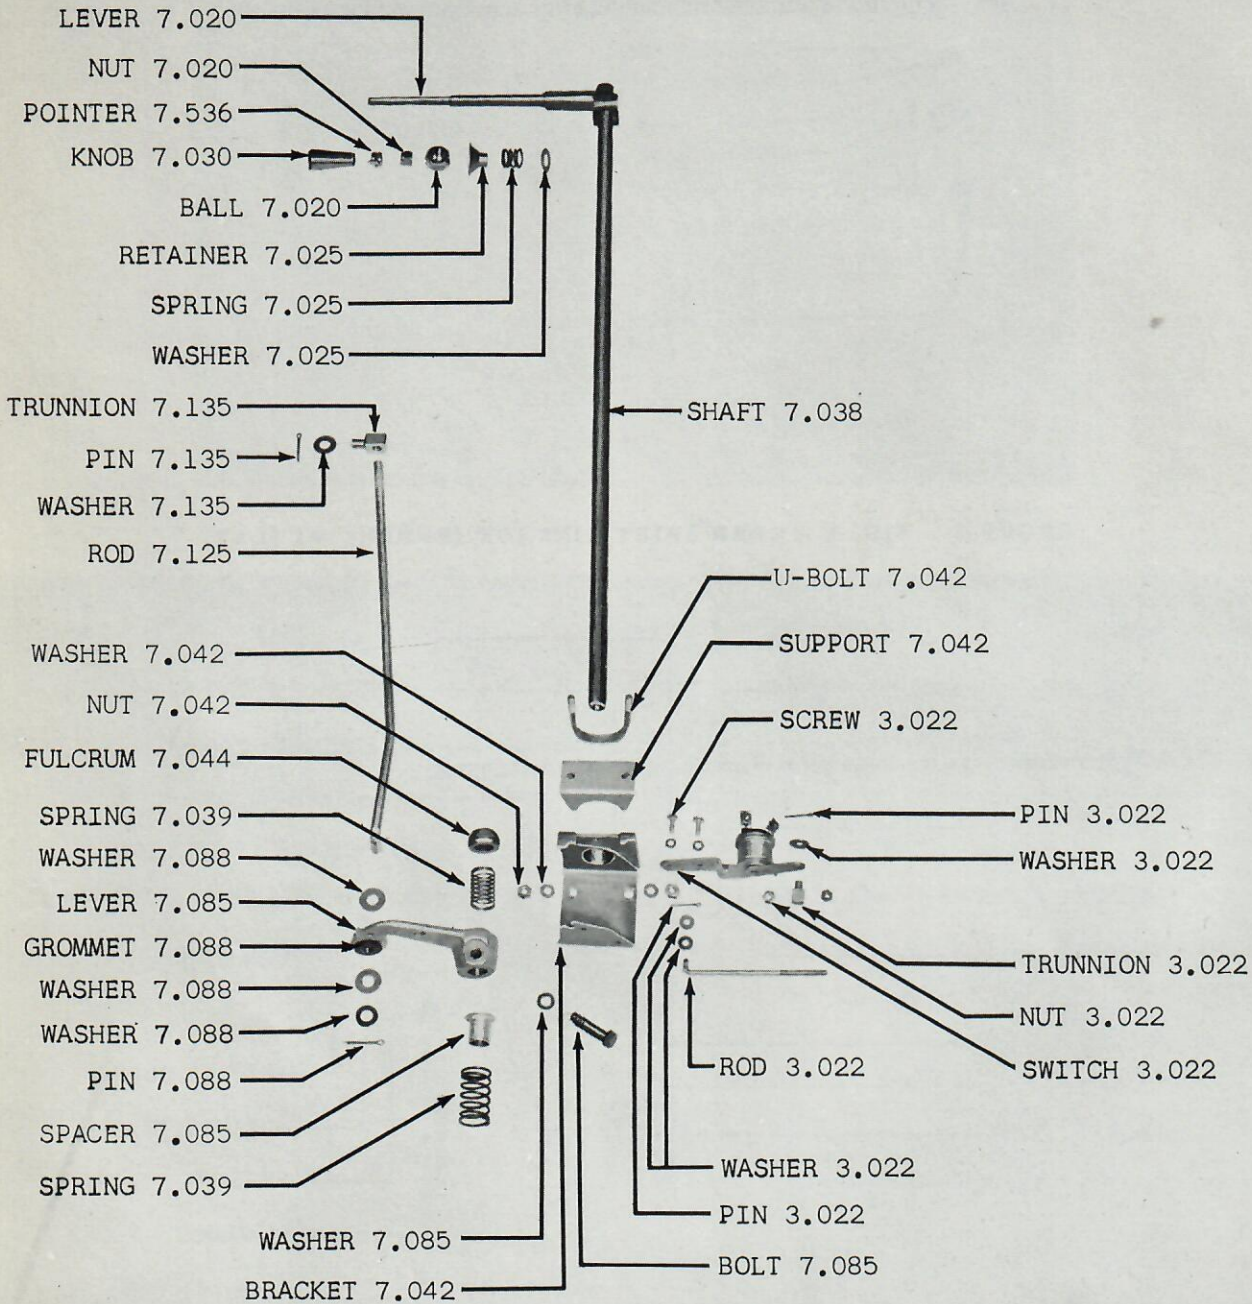 LEVER 7.020
NUT 7.020
POINTER 7.536
KNOB 7.030
BALL 7.020
RETAINER 7.025
SPRING 7.025
WASHER 7.025
TRUNNION 7.135
PIN 7.135
WASHER 7.135
ROD 7.125
WASHER 7.042
NUT 7.042
FULCRUM 7.044
SPRING 7.039
WASHER 7.088
LEVER 7.085
GROMMET 7.088
WASHER 7.088
WASHER 7.088
PIN 7.088
SPACER 7.085
SPRING 7.039
WASHER 7.085
BRACKET 7.042
SHAFT 7.038
U-BOLT 7.042
SUPPORT 7.042
SCREW 3.022
PIN 3.022
WASHER 3.022
TRUNNION 3.022
NUT 3.022
SWITCH 3.022
ROD 3.022
WASHER 3.022
PIN 3.022
BOLT 7.085